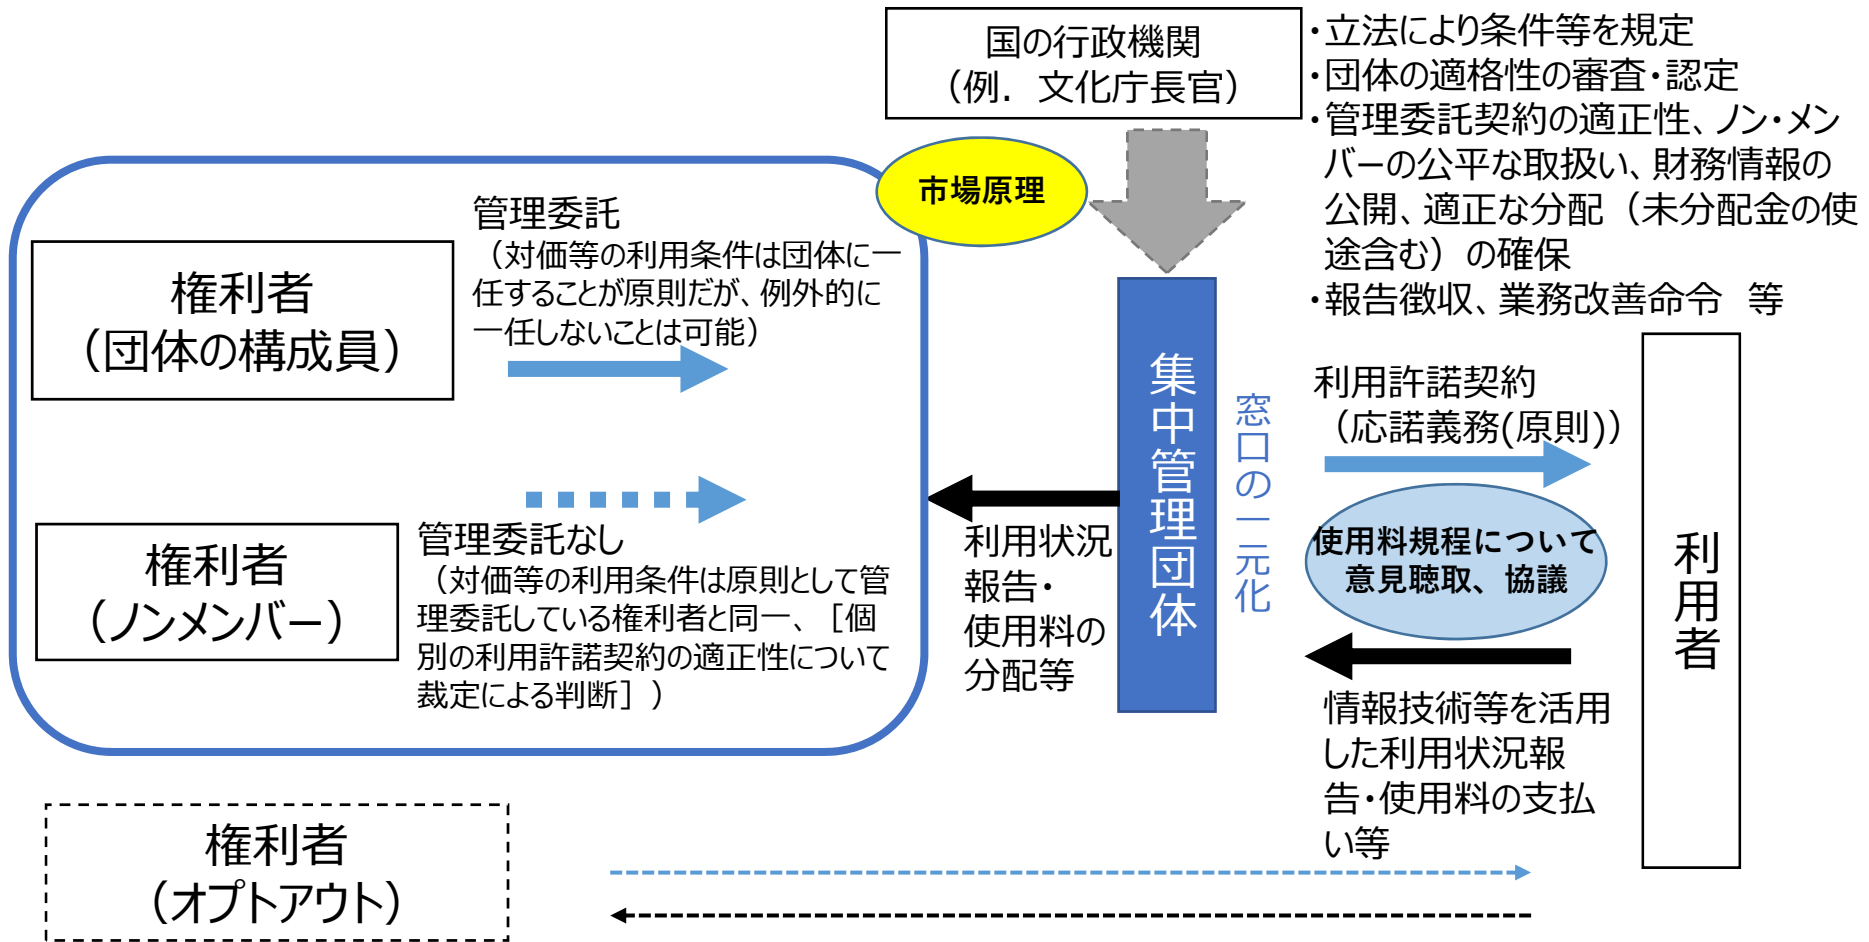 国の行政機関
（例．文化庁長官）
・立法により条件等を規定
・団体の適格性の審査・認定
・管理委託契約の適正性、ノン・メン
バーの公平な取扱い、財務情報の
公開、適正な分配（未分配金の使
途含む）の確保
・報告徴収、業務改善命令　等
市場原理
管理委託
（対価等の利用条件は団体に一
任することが原則だが、例外的に
一任しないことは可能）
権利者
（団体の構成員）
権利者
（ノンメンバー）
管理委託なし
（対価等の利用条件は原則として管
理委託している権利者と同一、［個
別の利用許諾契約の適正性について
裁定による判断］）
利用状況
報告・
使用料の
分配等
集中管理団体
窓口の一元化
利用許諾契約
（応諾義務(原則)）
使用料規程について
意見聴取、協議
情報技術等を活用
した利用状況報
告・使用料の支払
い等
利用者
権利者
（オプトアウト）